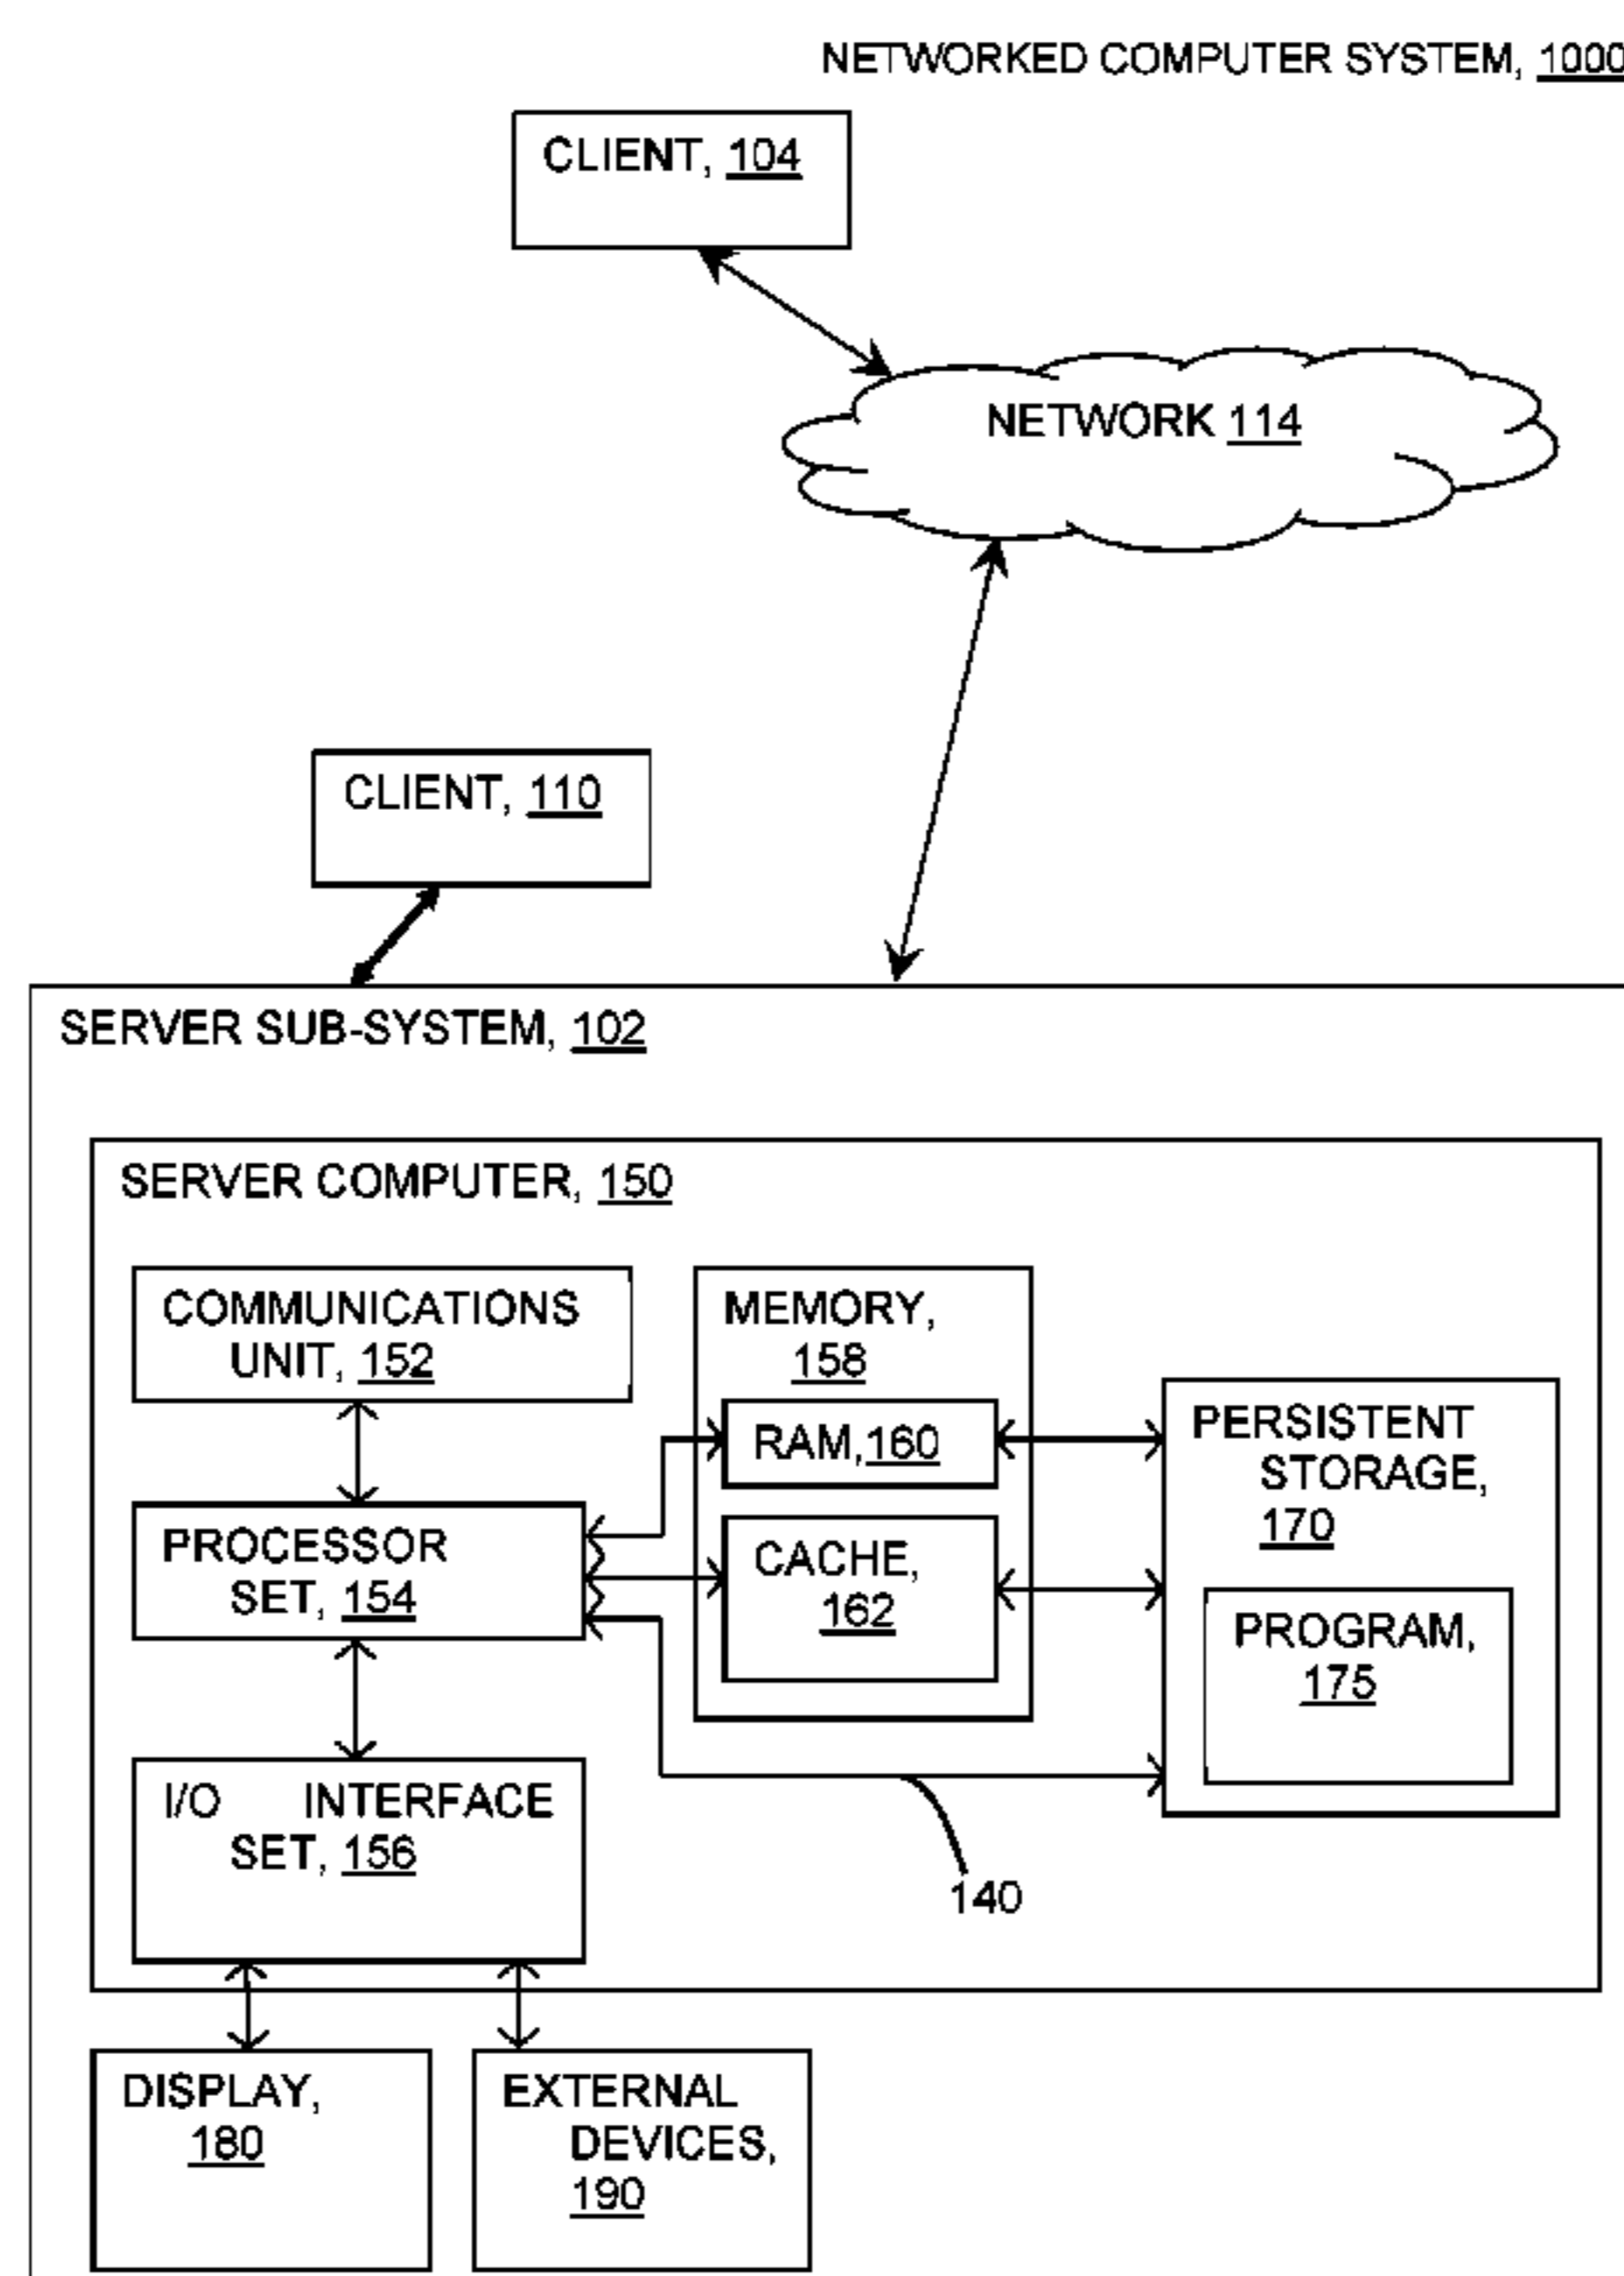 NETWORKED COMPUTER SYSTEM, 1000
CLIENT, 104
NETWORK 114
CLIENT, 110
SERVER SUB-SYSTEM, 102
SERVER COMPUTER, 150
COMMUNICATIONS
UNIT, 152
MEMORY,
158
RAM,160
CACHE,
162
PERSISTENT
STORAGE,
170
PROGRAM,
175
PROCESSOR
SET, 154
I/O INTERFACE
SET, 156
140
DISPLAY,
180
EXTERNAL
DEVICES,
190